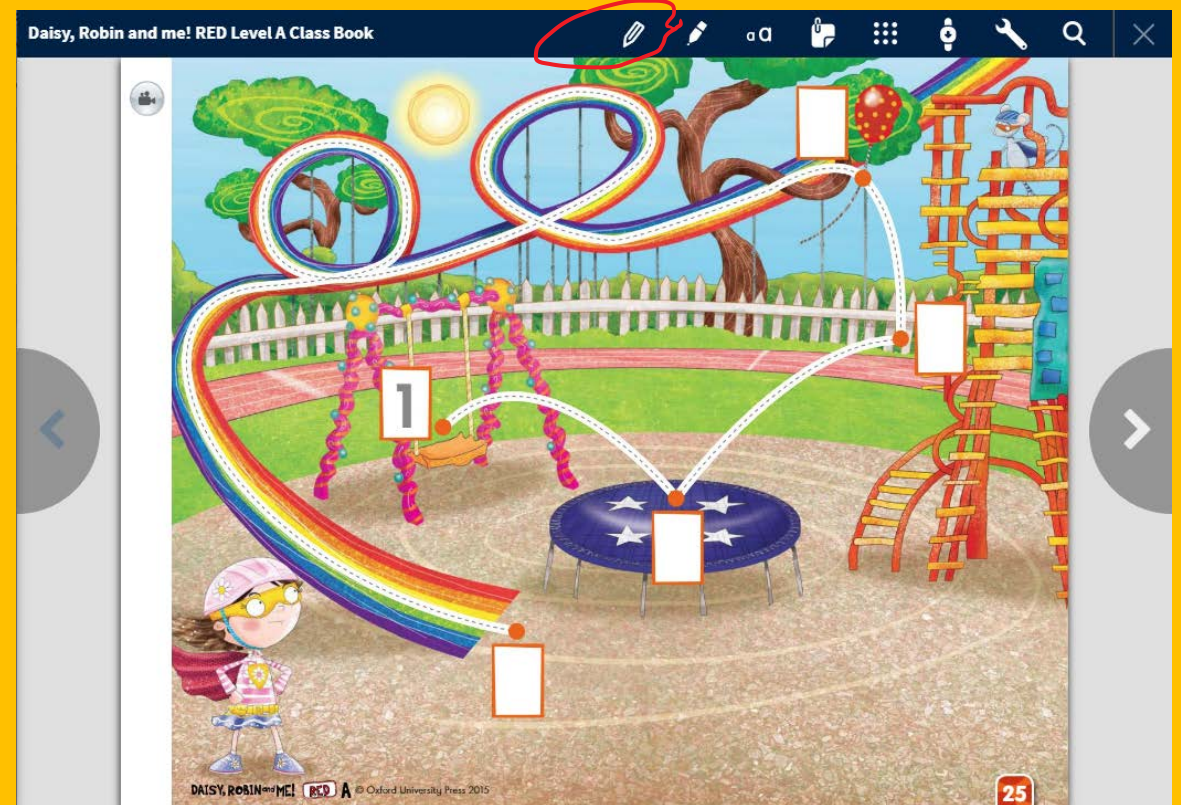 Daisy, Robin and me! RED Level A Class Book
aa
1
DAISY, ROBIN and ME! RED A © Oxford University Press 2015
25